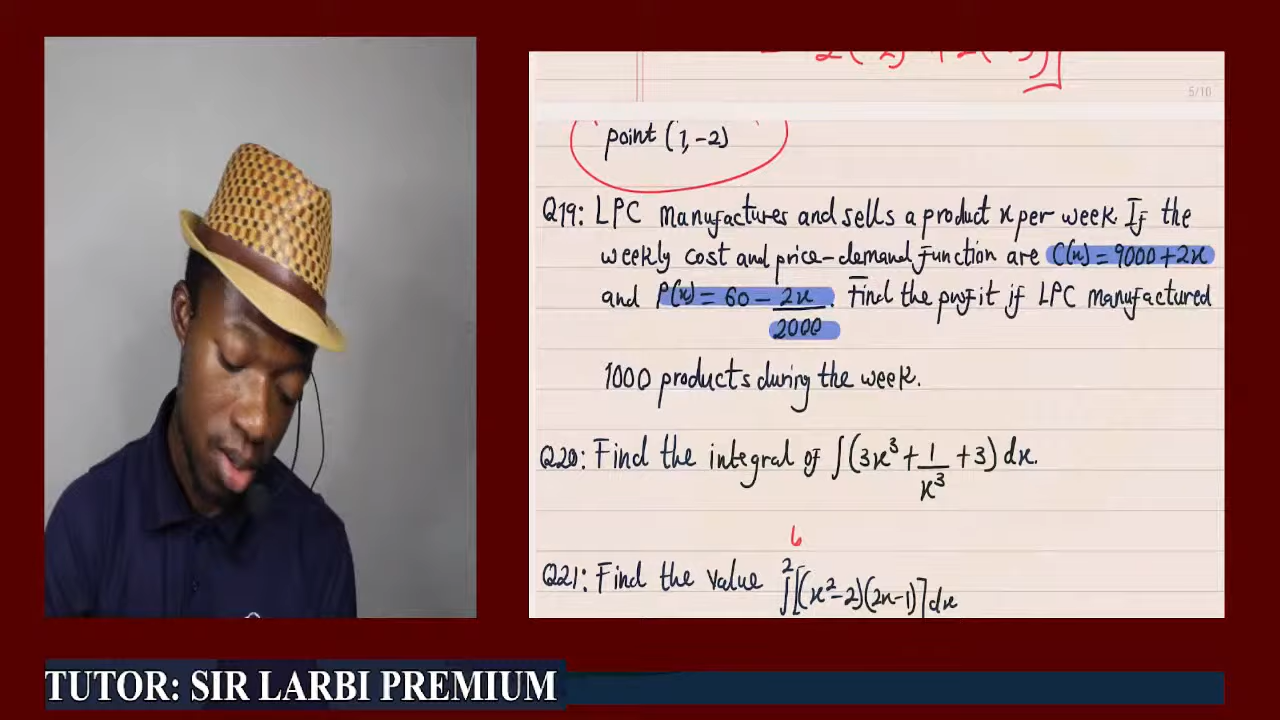 5/10
point (1, -2)
Q19: LPC manufactures and sells a product x per week. If the
weekly cost and price-demand function are C(x) = 9000 + 2x
and P(x) = 60 - 2x/2000. Find the profit if LPC manufactured
1000 products during the week.
Q20: Find the integral of ∫(3x³ + 1/x³ + 3) dx.
6
Q21: Find the value ²∫[(x²-2)(2x-1)] dx
TUTOR: SIR LARBI PREMIUM